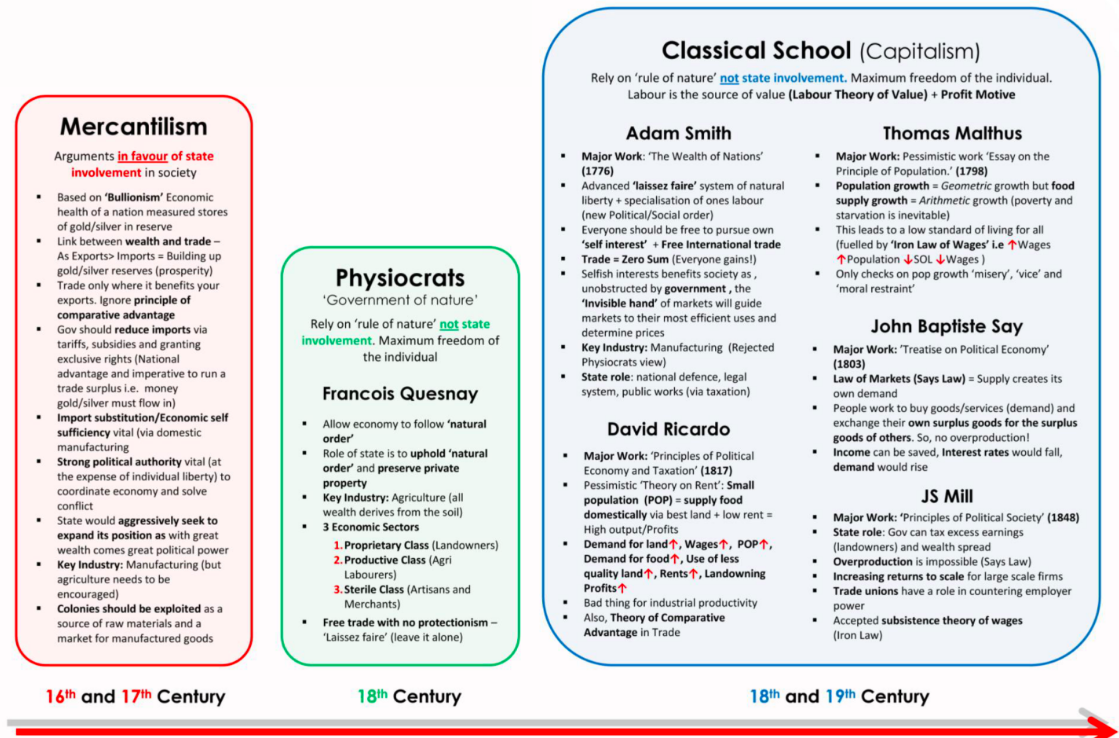 Mercantilism
Arguments in favour of state
involvement in society
▪ Based on ‘Bullionism’ Economic
health of a nation measured stores
of gold/silver in reserve
▪ Link between wealth and trade –
As Exports> Imports = Building up
gold/silver reserves (prosperity)
▪ Trade only where it benefits your
exports. Ignore principle of
comparative advantage
▪ Gov should reduce imports via
tariffs, subsidies and granting
exclusive rights (National
advantage and imperative to run a
trade surplus i.e. money
gold/silver must flow in)
▪ Import substitution/Economic self
sufficiency vital (via domestic
manufacturing
▪ Strong political authority vital (at
the expense of individual liberty) to
coordinate economy and solve
conflict
▪ State would aggressively seek to
expand its position as with great
wealth comes great political power
▪ Key Industry: Manufacturing (but
agriculture needs to be
encouraged)
▪ Colonies should be exploited as a
source of raw materials and a
market for manufactured goods
16th and 17th Century
Physiocrats
‘Government of nature’
Rely on ‘rule of nature’ not state
involvement. Maximum freedom of
the individual
Francois Quesnay
▪ Allow economy to follow ‘natural
order’
▪ Role of state is to uphold ‘natural
order’ and preserve private
property
▪ Key Industry: Agriculture (all
wealth derives from the soil)
▪ 3 Economic Sectors
1. Proprietary Class (Landowners)
2. Productive Class (Agri
Labourers)
3. Sterile Class (Artisans and
Merchants)
▪ Free trade with no protectionism –
‘Laissez faire’ (leave it alone)
18th Century
Classical School (Capitalism)
Rely on ‘rule of nature’ not state involvement. Maximum freedom of the individual.
Labour is the source of value (Labour Theory of Value) + Profit Motive
Adam Smith
▪ Major Work: ‘The Wealth of Nations’
(1776)
▪ Advanced ‘laissez faire’ system of natural
liberty + specialisation of ones labour
(new Political/Social order)
▪ Everyone should be free to pursue own
‘self interest’ + Free International trade
▪ Trade = Zero Sum (Everyone gains!)
▪ Selfish interests benefits society as ,
unobstructed by government , the
‘Invisible hand’ of markets will guide
markets to their most efficient uses and
determine prices
▪ Key Industry: Manufacturing (Rejected
Physiocrats view)
▪ State role: national defence, legal
system, public works (via taxation)
David Ricardo
▪ Major Work: ‘Principles of Political
Economy and Taxation’ (1817)
▪ Pessimistic ‘Theory on Rent’: Small
population (POP) = supply food
domestically via best land + low rent =
High output/Profits
▪ Demand for land↑, Wages↑, POP↑,
Demand for food↑, Use of less
quality land↑, Rents↑, Landowning
Profits↑
▪ Bad thing for industrial productivity
▪ Also, Theory of Comparative
Advantage in Trade
Thomas Malthus
▪ Major Work: Pessimistic work ‘Essay on the
Principle of Population.’ (1798)
▪ Population growth = Geometric growth but food
supply growth = Arithmetic growth (poverty and
starvation is inevitable)
▪ This leads to a low standard of living for all
(fuelled by ‘Iron Law of Wages’ i.e ↑Wages
↑Population ↓SOL ↓Wages )
▪ Only checks on pop growth ‘misery’, ‘vice’ and
‘moral restraint’
John Baptiste Say
▪ Major Work: ‘Treatise on Political Economy’
(1803)
▪ Law of Markets (Says Law) = Supply creates its
own demand
▪ People work to buy goods/services (demand) and
exchange their own surplus goods for the surplus
goods of others. So, no overproduction!
▪ Income can be saved, Interest rates would fall,
demand would rise
JS Mill
▪ Major Work: ‘Principles of Political Society’ (1848)
▪ State role: Gov can tax excess earnings
(landowners) and wealth spread
▪ Overproduction is impossible (Says Law)
▪ Increasing returns to scale for large scale firms
▪ Trade unions have a role in countering employer
power
▪ Accepted subsistence theory of wages
(Iron Law)
18th and 19th Century